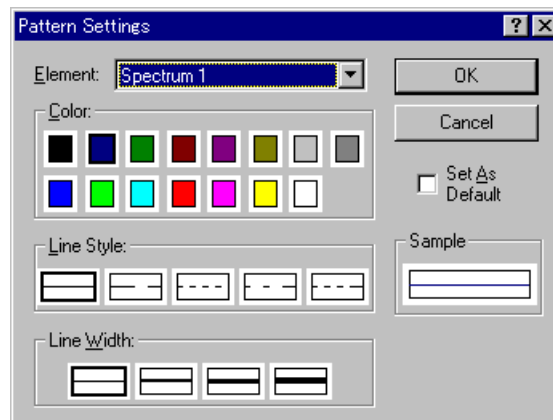 Pattern Settings
Element: Spectrum 1
OK
Cancel
Color:
Set As
Default
Line Style:
Sample
Line Width: